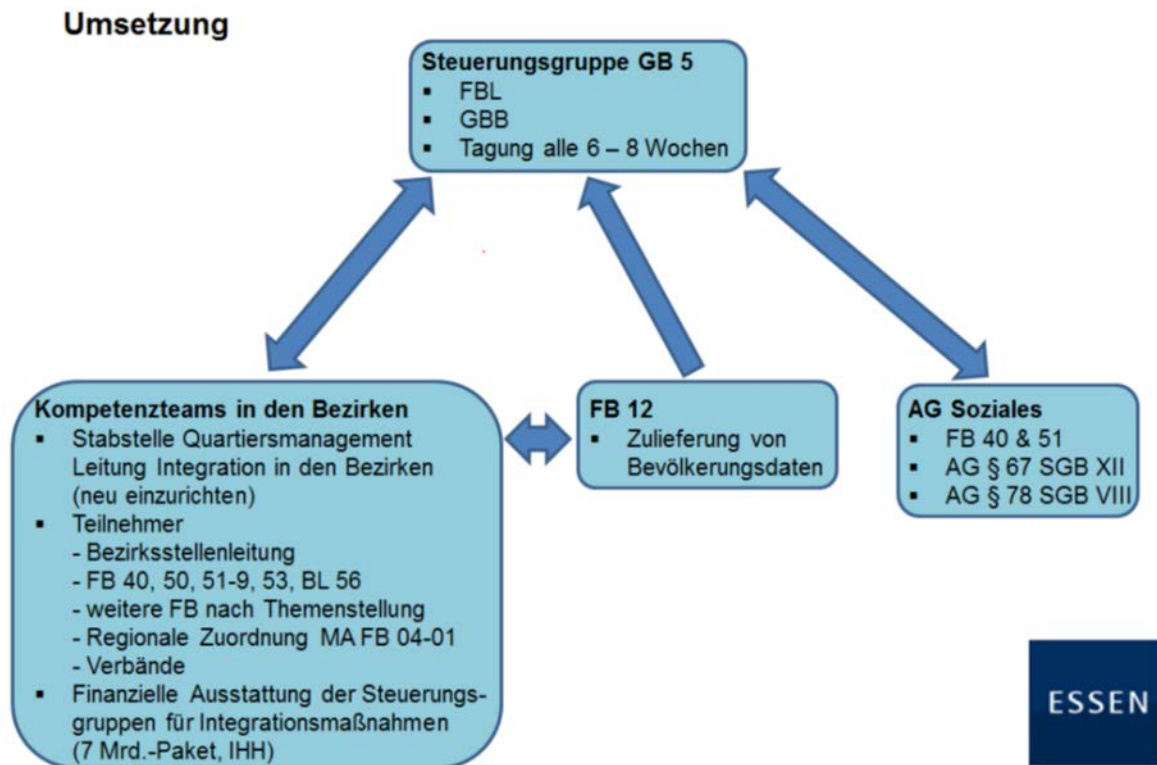 Umsetzung
Steuerungsgruppe GB 5
▪ FBL
▪ GBB
▪ Tagung alle 6 – 8 Wochen
Kompetenzteams in den Bezirken
▪ Stabstelle Quartiersmanagement
Leitung Integration in den Bezirken
(neu einzurichten)
▪ Teilnehmer
- Bezirksstellenleitung
- FB 40, 50, 51-9, 53, BL 56
- weitere FB nach Themenstellung
- Regionale Zuordnung MA FB 04-01
- Verbände
▪ Finanzielle Ausstattung der Steuerungs-
gruppen für Integrationsmaßnahmen
(7 Mrd.-Paket, IHH)
FB 12
▪ Zulieferung von
Bevölkerungsdaten
AG Soziales
▪ FB 40 & 51
▪ AG § 67 SGB XII
▪ AG § 78 SGB VIII
ESSEN